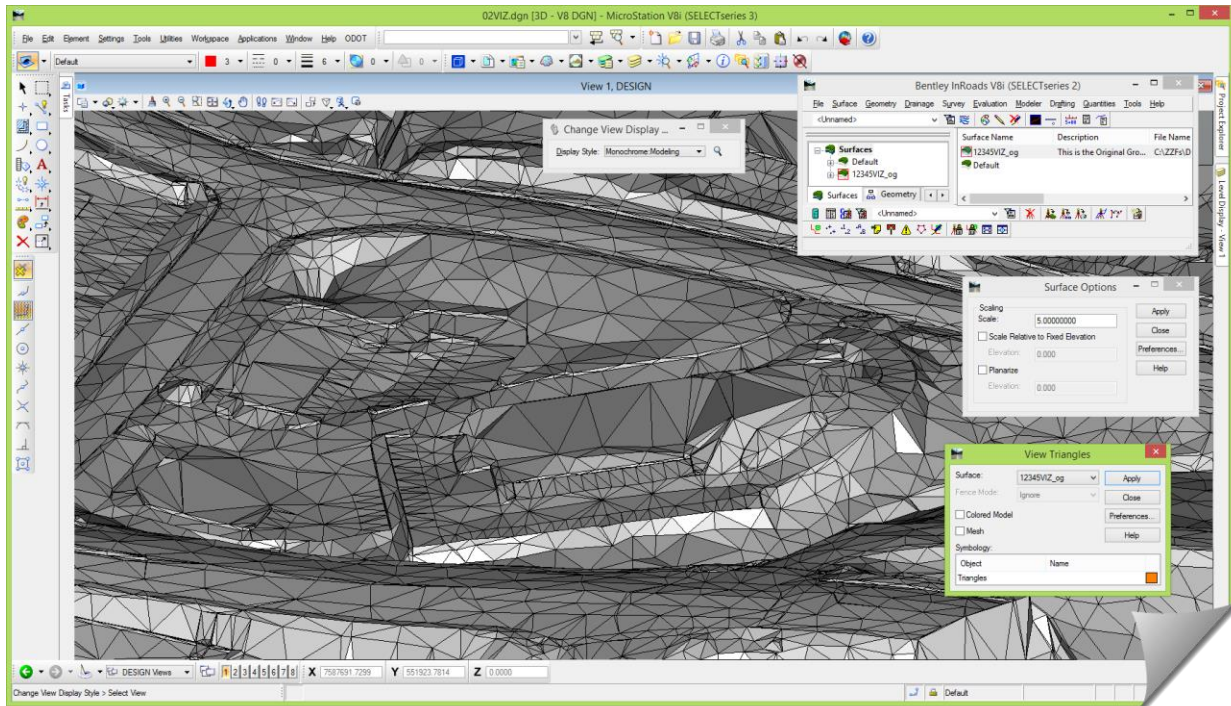 02VIZ.dgn [3D - V8 DGN] - MicroStation V8i (SELECTseries 3)
File Edit Element Settings Tools Utilities Workspace Applications Window Help ODOT
Default 3 0 6 0 0
View 1, DESIGN
Tasks
Change View Display ...
Display Style: Monochrome:Modeling
Bentley InRoads V8i (SELECTseries 2)
File Surface Geometry Drainage Survey Evaluation Modeler Drafting Quantities Tools Help
<Unnamed>
Surfaces
Default
12345VIZ_og
Surfaces Geometry
Surface Name Description File Name
12345VIZ_og This is the Original Gro... C:\ZZFs\D
Default
<Unnamed>
Project Explorer
Level Display - View 1
Surface Options
Scaling
Scale: 5.00000000
Scale Relative to Fixed Elevation
Elevation: 0.000
Planarize
Elevation: 0.000
Apply
Close
Preferences...
Help
View Triangles
Surface: 12345VIZ_og
Fence Mode: Ignore
Colored Model
Mesh
Symbology:
Object Name
Triangles
Apply
Close
Preferences...
Help
DESIGN Views 1 2 3 4 5 6 7 8 X 7587691.7299 Y 551923.7814 Z 0.0000
Change View Display Style > Select View
Default